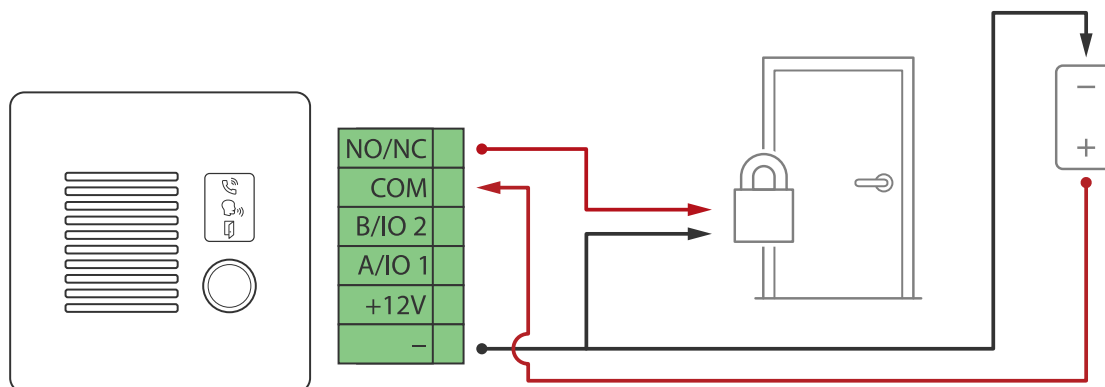 NO/NC
COM
B/IO 2
A/IO 1
+12V
–
–
+